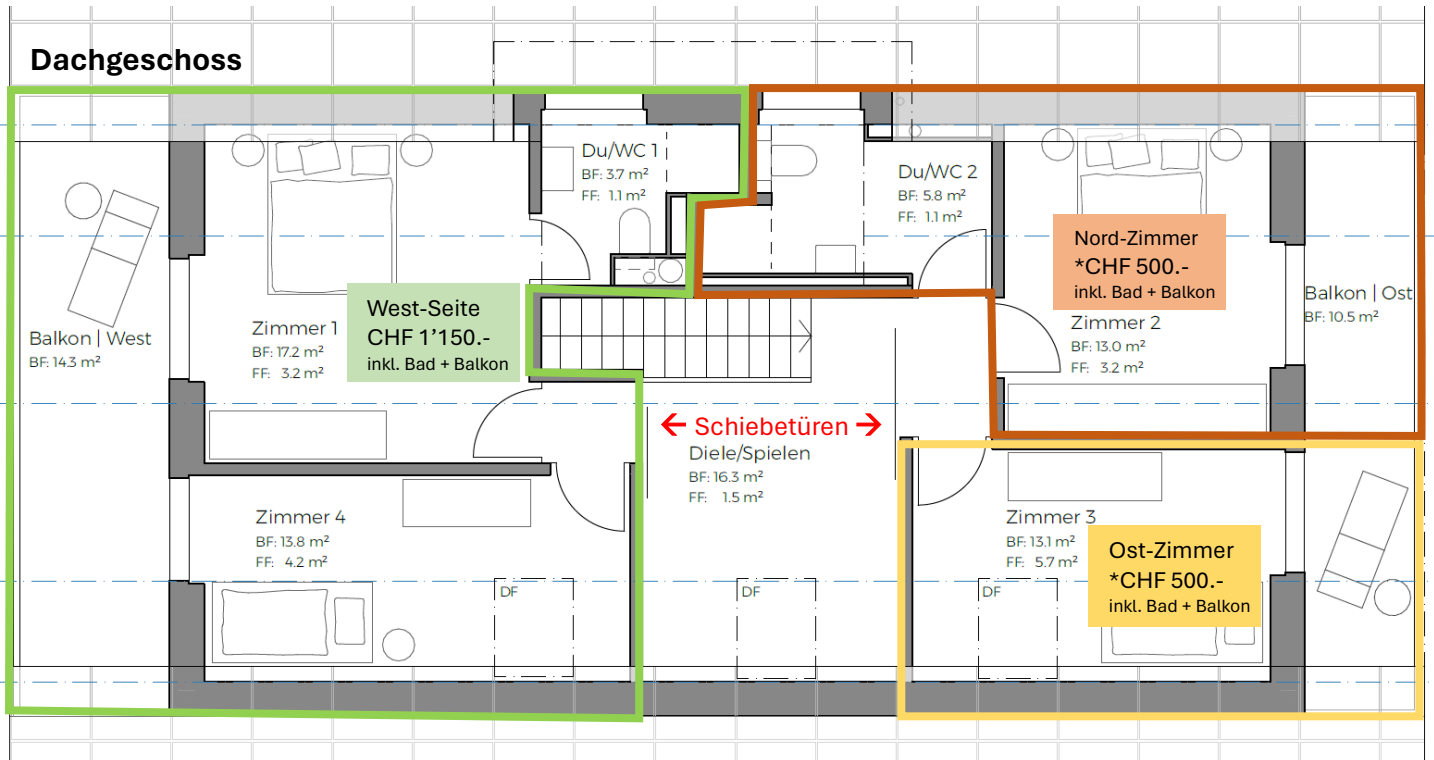 Dachgeschoss
Du/WC 1
BF: 3.7 m²
FF: 1.1 m²
Du/WC 2
BF: 5.8 m²
FF: 1.1 m²
Nord-Zimmer
*CHF 500.-
inkl. Bad + Balkon
Balkon | West
BF: 14.3 m²
Zimmer 1
BF: 17.2 m²
FF: 3.2 m²
West-Seite
CHF 1’150.-
inkl. Bad + Balkon
Zimmer 2
BF: 13.0 m²
FF: 3.2 m²
Balkon | Ost
BF: 10.5 m²
← Schiebetüren →
Diele/Spielen
BF: 16.3 m²
FF: 1.5 m²
Zimmer 4
BF: 13.8 m²
FF: 4.2 m²
Zimmer 3
BF: 13.1 m²
FF: 5.7 m²
Ost-Zimmer
*CHF 500.-
inkl. Bad + Balkon
DF
DF
DF